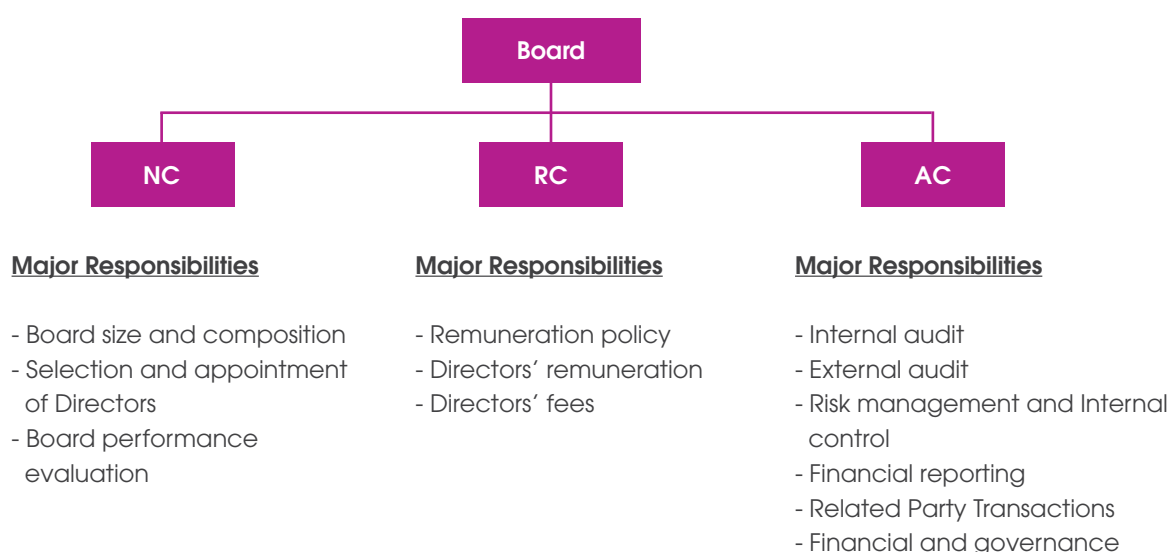 Board
NC
RC
AC
Major Responsibilities
- Board size and composition
- Selection and appointment
of Directors
- Board performance
evaluation
Major Responsibilities
- Remuneration policy
- Directors’ remuneration
- Directors’ fees
Major Responsibilities
- Internal audit
- External audit
- Risk management and Internal
control
- Financial reporting
- Related Party Transactions
- Financial and governance